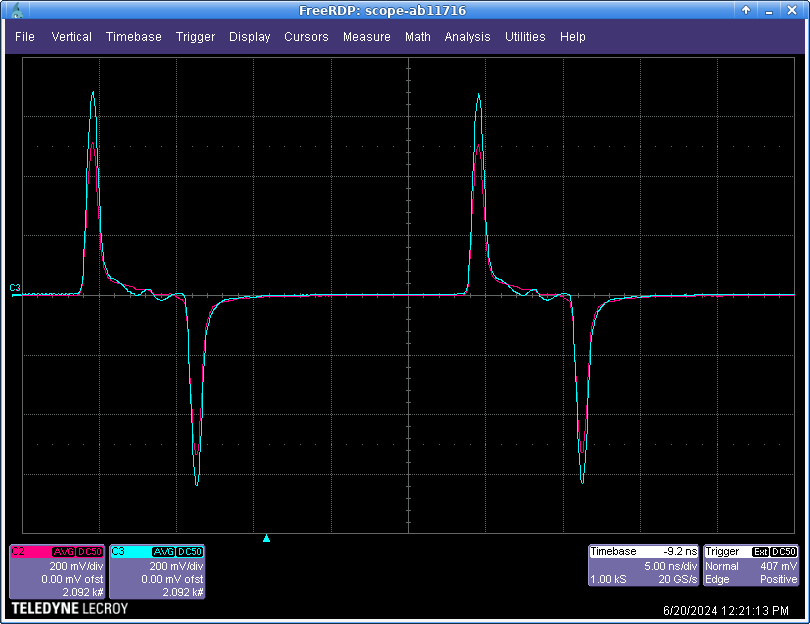 FreeRDP: scope-ab11716
File Vertical Timebase Trigger Display Cursors Measure Math Analysis Utilities Help
C3
C2 AVG DC50
200 mV/div
0.00 mV ofst
2.092 k#
C3 AVG DC50
200 mV/div
0.00 mV ofst
2.092 k#
Timebase -9.2 ns
5.00 ns/div
1.00 kS 20 GS/s
Trigger Ext DC50
Normal 407 mV
Edge Positive
TELEDYNE LECROY
6/20/2024 12:21:13 PM